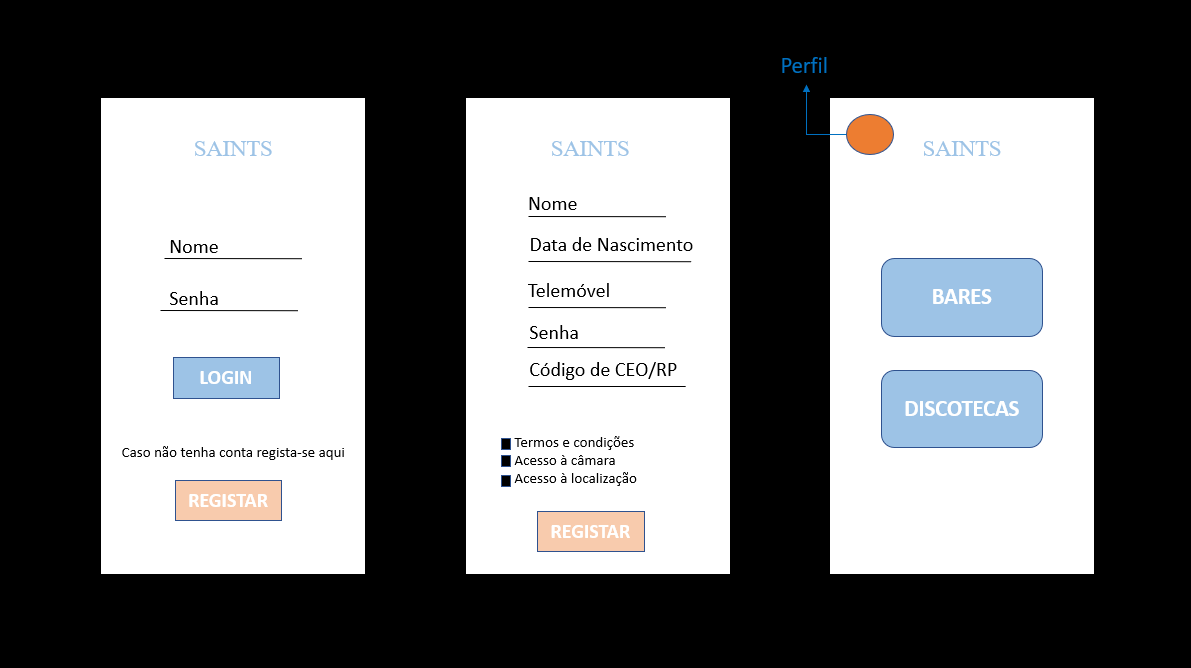 Perfil
SAINTS
Nome
Senha
LOGIN
Caso não tenha conta regista-se aqui
REGISTAR
SAINTS
Nome
Data de Nascimento
Telemóvel
Senha
Código de CEO/RP
Termos e condições
Acesso à câmara
Acesso à localização
REGISTAR
SAINTS
BARES
DISCOTECAS